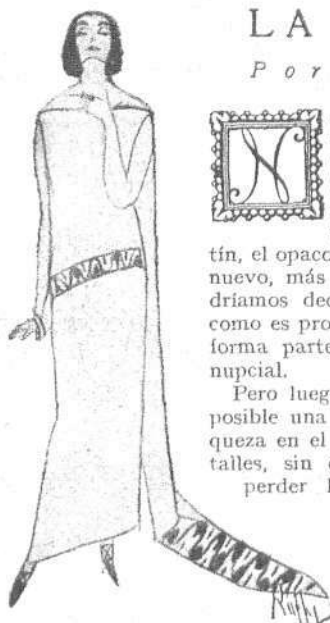 LA
Por
N
tín, el opaco
nuevo, más
dríamos dec
como es pro
forma parte
nupcial.
Pero lueg
posible una
queza en el
talles, sin
perder